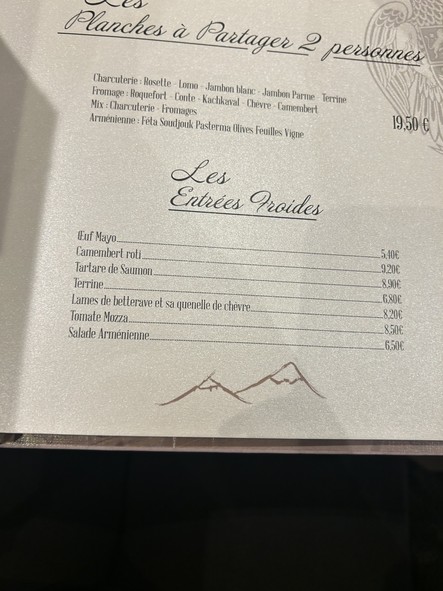 Les
Planches à Partager 2 personnes
Charcuterie : Rosette - Lomo - Jambon blanc - Jambon Parme - Terrine
Fromage : Roquefort - Conte - Kachkaval - Chèvre - Camembert
Mix : Charcuterie - Fromages
Arménienne : Feta Soudjouk Pasterma Olives Feuilles Vigne
19,50 €
Les
Entrées Froides
Œuf Mayo 5,40€
Camembert roti 9,20€
Tartare de Saumon 8,90€
Terrine 6,80€
Lames de betterave et sa quenelle de chèvre 8,20€
Tomate Mozza 8,50€
Salade Arménienne 6,50€